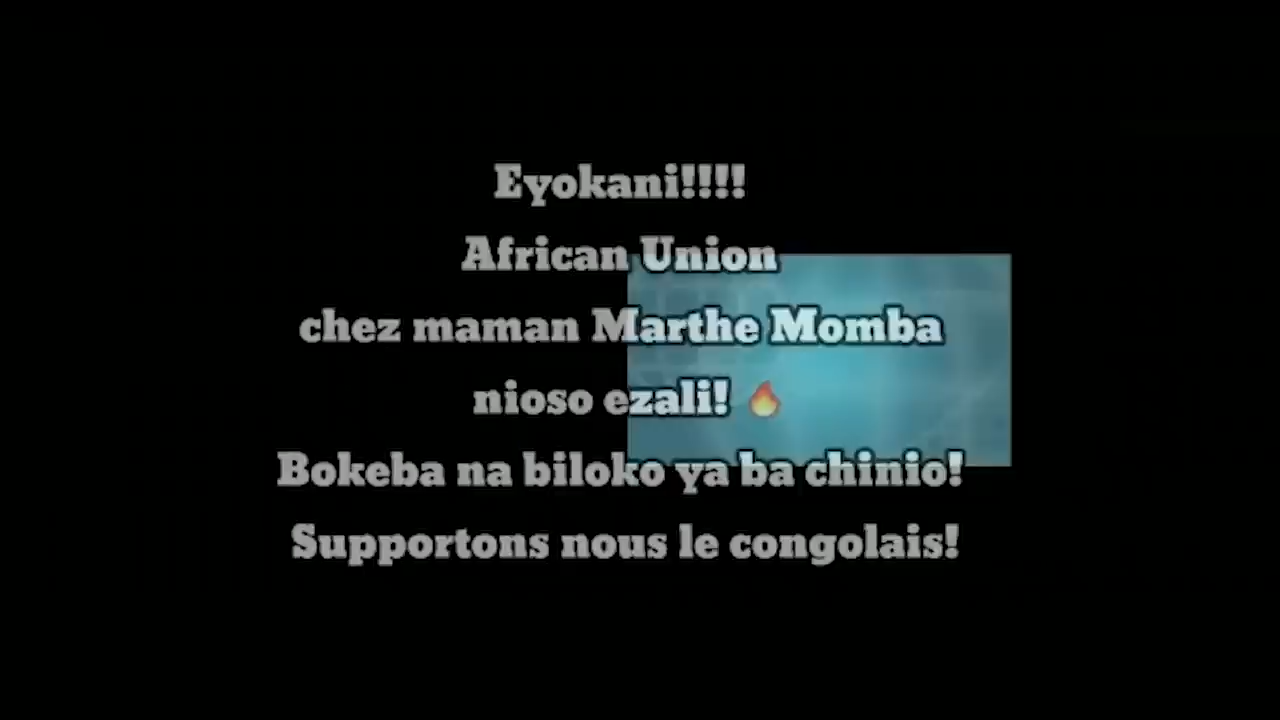 Eyokani!!!!
African Union
chez maman Marthe Momba
nioso ezali! 🔥
Bokeba na biloko ya ba chinio!
Supportons nous le congolais!